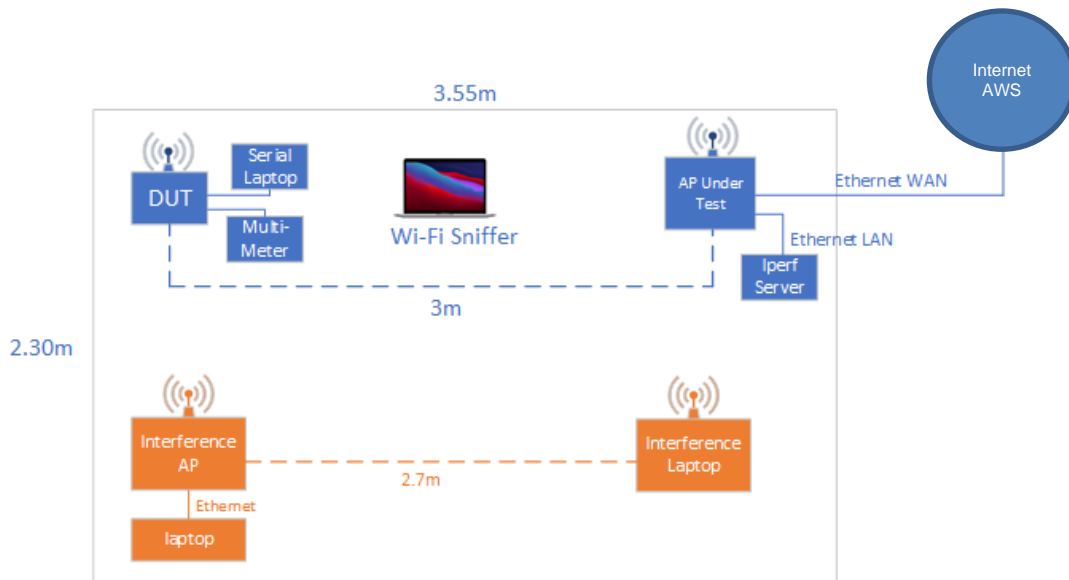 Internet
AWS
3.55m
Serial
Laptop
DUT
Multi-
Meter
Wi-Fi Sniffer
AP Under
Test
Ethernet WAN
Ethernet LAN
Iperf
Server
3m
2.30m
Interference
AP
2.7m
Interference
Laptop
Ethernet
laptop